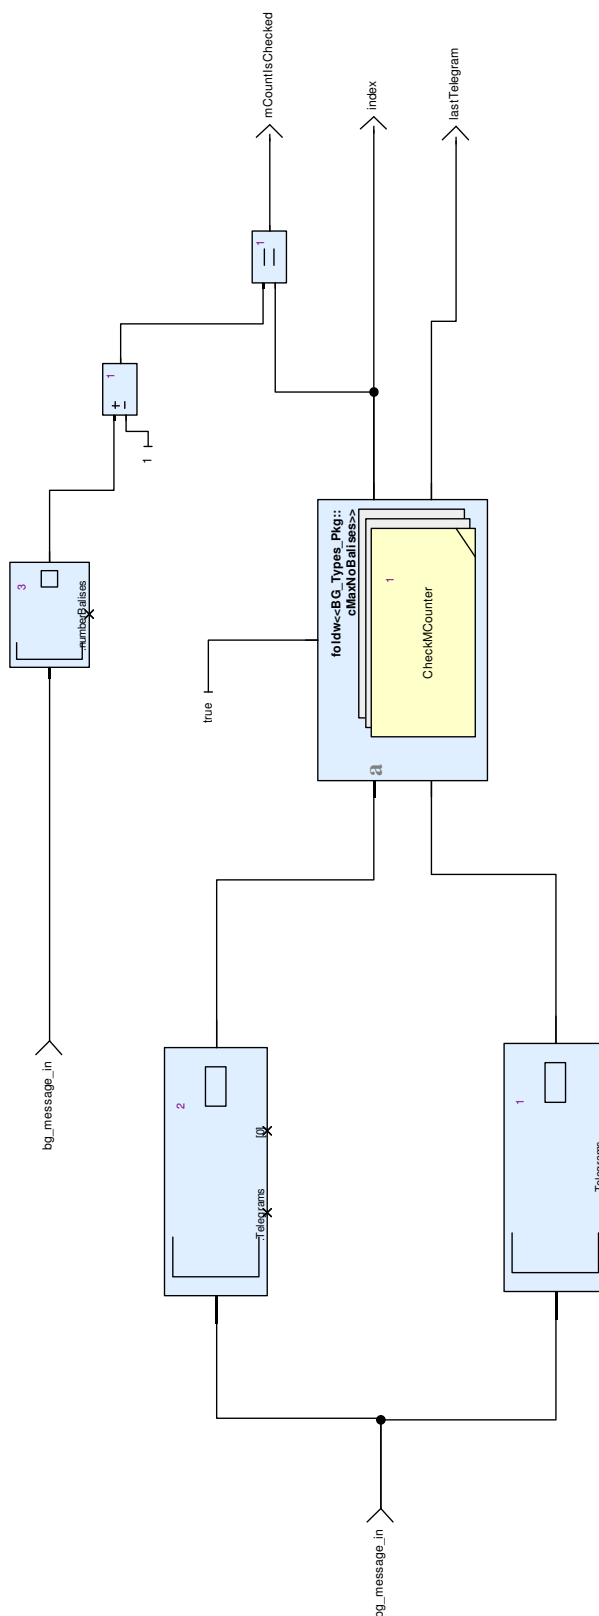 mCountIsChecked
index
lastTelegram
1
1
1
3
.numberBalises
true
foldw<<BG_Types_Pkg::
cMaxNoBalises>>
1
CheckMCounter
a
bg_message_in
2
[0]
.Telegrams
1
bg_message_in